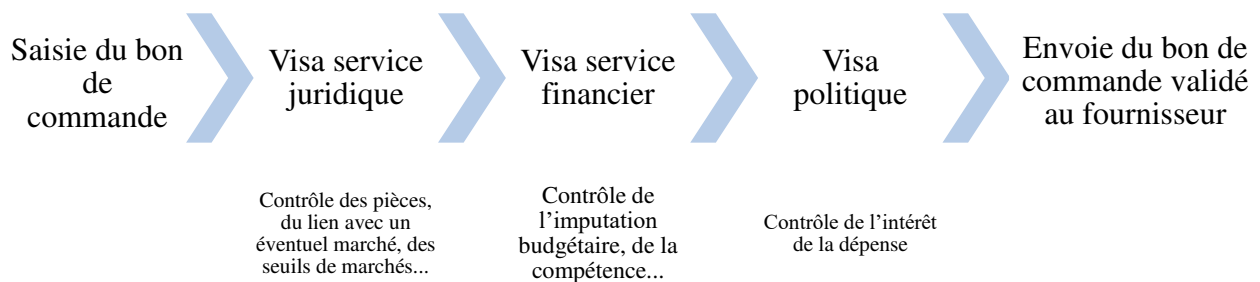 Saisie du bon
de
commande
Visa service
juridique
Visa service
financier
Visa
politique
Envoie du bon de
commande validé
au fournisseur
Contrôle des pièces,
du lien avec un
éventuel marché, des
seuils de marchés...
Contrôle de
l’imputation
budgétaire, de la
compétence...
Contrôle de l’intérêt
de la dépense